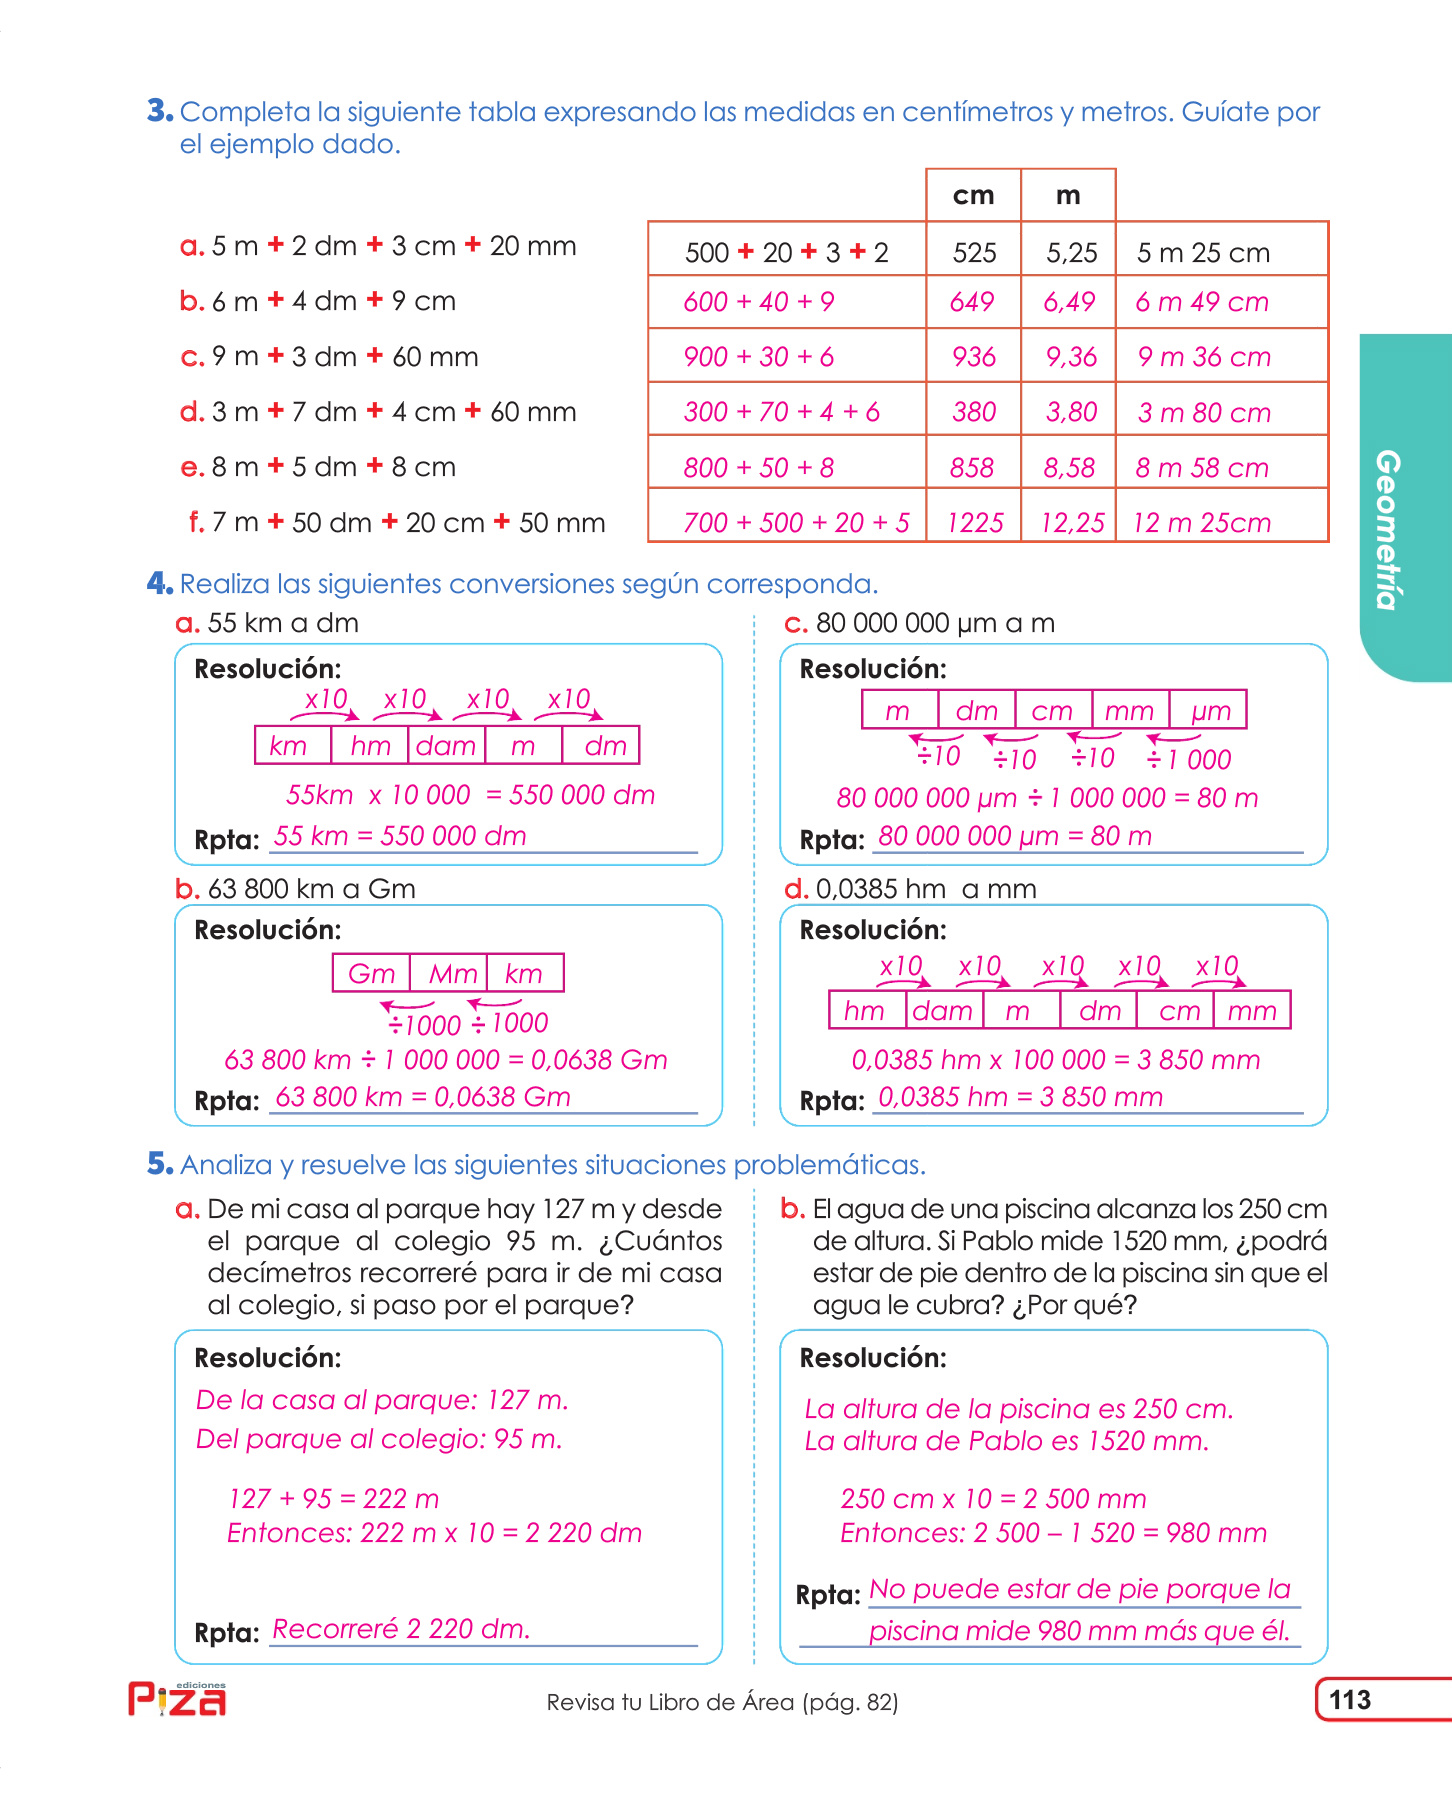 3. Completa la siguiente tabla expresando las medidas en centímetros y metros. Guíate por
el ejemplo dado.
cm m
a. 5 m + 2 dm + 3 cm + 20 mm 500 + 20 + 3 + 2 525 5,25 5 m 25 cm
b. 6 m + 4 dm + 9 cm 600 + 40 + 9 649 6,49 6 m 49 cm
c. 9 m + 3 dm + 60 mm 900 + 30 + 6 936 9,36 9 m 36 cm
d. 3 m + 7 dm + 4 cm + 60 mm 300 + 70 + 4 + 6 380 3,80 3 m 80 cm
e. 8 m + 5 dm + 8 cm 800 + 50 + 8 858 8,58 8 m 58 cm
f. 7 m + 50 dm + 20 cm + 50 mm 700 + 500 + 20 + 5 1225 12,25 12 m 25cm
Geometría
4. Realiza las siguientes conversiones según corresponda.
a. 55 km a dm
Resolución:
x10 x10 x10 x10
km hm dam m dm
55km x 10 000 = 550 000 dm
Rpta: 55 km = 550 000 dm
b. 63 800 km a Gm
Resolución:
Gm Mm km
÷1000 ÷1000
63 800 km ÷ 1 000 000 = 0,0638 Gm
Rpta: 63 800 km = 0,0638 Gm
c. 80 000 000 µm a m
Resolución:
m dm cm mm µm
÷10 ÷10 ÷10 ÷1 000
80 000 000 µm ÷ 1 000 000 = 80 m
Rpta: 80 000 000 µm = 80 m
d. 0,0385 hm a mm
Resolución:
x10 x10 x10 x10 x10
hm dam m dm cm mm
0,0385 hm x 100 000 = 3 850 mm
Rpta: 0,0385 hm = 3 850 mm
5. Analiza y resuelve las siguientes situaciones problemáticas.
a. De mi casa al parque hay 127 m y desde
el parque al colegio 95 m. ¿Cuántos
decímetros recorreré para ir de mi casa
al colegio, si paso por el parque?
Resolución:
De la casa al parque: 127 m.
Del parque al colegio: 95 m.
127 + 95 = 222 m
Entonces: 222 m x 10 = 2 220 dm
Rpta: Recorreré 2 220 dm.
b. El agua de una piscina alcanza los 250 cm
de altura. Si Pablo mide 1520 mm, ¿podrá
estar de pie dentro de la piscina sin que el
agua le cubra? ¿Por qué?
Resolución:
La altura de la piscina es 250 cm.
La altura de Pablo es 1520 mm.
250 cm x 10 = 2 500 mm
Entonces: 2 500 – 1 520 = 980 mm
Rpta: No puede estar de pie porque la
piscina mide 980 mm más que él.
ediciones
Piza
Revisa tu Libro de Área (pág. 82)
113